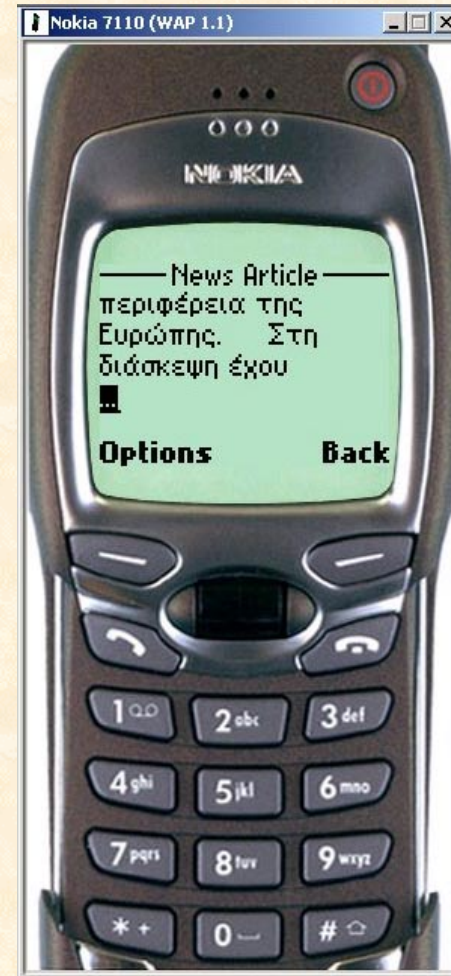 Nokia 7110 (WAP 1.1)
NOKIA
News Article
περιφέρεια της
Ευρώπης. Στη
διάσκεψη έχου
...
Options Back
1
2 abc 3 def
4 ghi 5 jkl 6 mno
7 pqrs 8 tuv 9 wxyz
* + 0 #